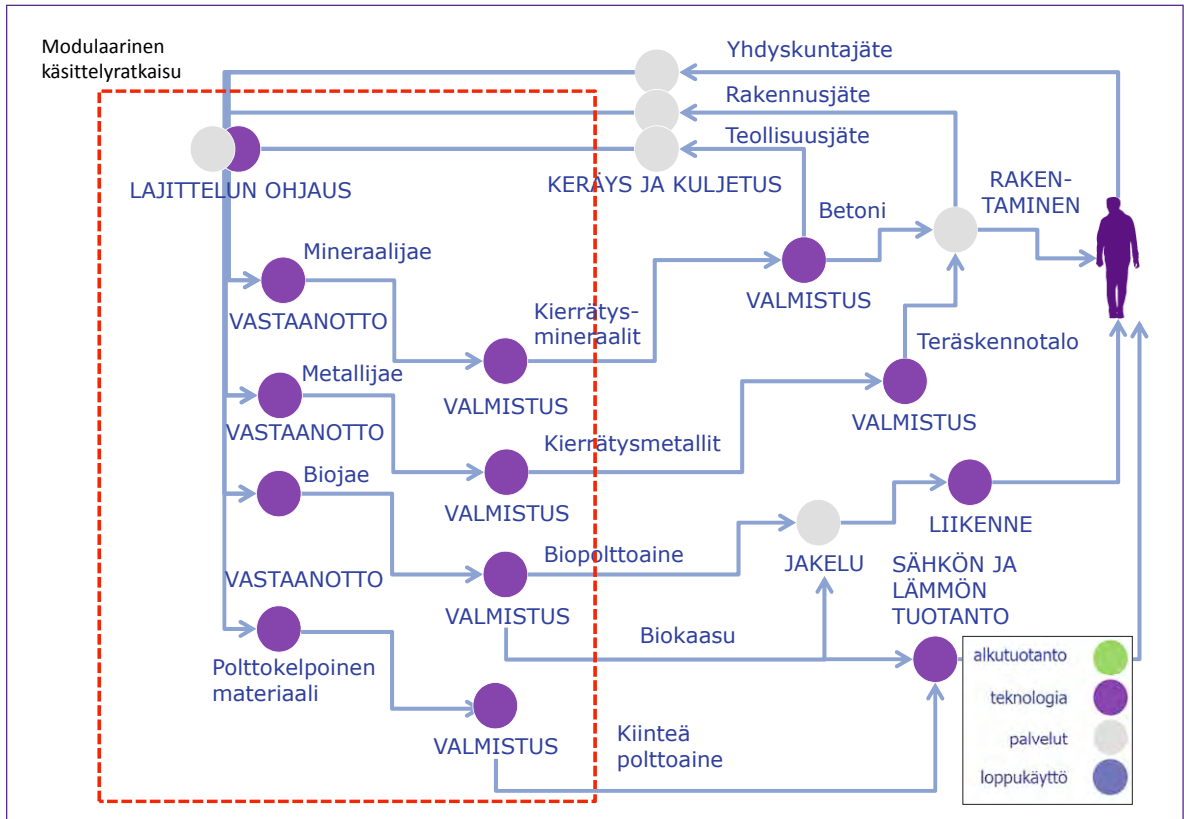 Modulaarinen
käsittelyratkaisu
Yhdyskuntajäte
Rakennusjäte
Teollisuusjäte
LAJITTELUN OHJAUS
KERÄYS JA KULJETUS
RAKEN-
TAMINEN
Betoni
Mineraalijae
VASTAANOTTO
VALMISTUS
Kierrätys-
mineraalit
Teräskennotalo
Metallijae
VALMISTUS
VALMISTUS
VASTAANOTTO
Kierrätysmetallit
Biojae
VALMISTUS
LIIKENNE
Biopolttoaine
JAKELU
SÄHKÖN JA
LÄMMÖN
TUOTANTO
VASTAANOTTO
VALMISTUS
Biokaasu
Polttokelpoinen
materiaali
VALMISTUS
Kiinteä
polttoaine
alkutuotanto
teknologia
palvelut
loppukäyttö